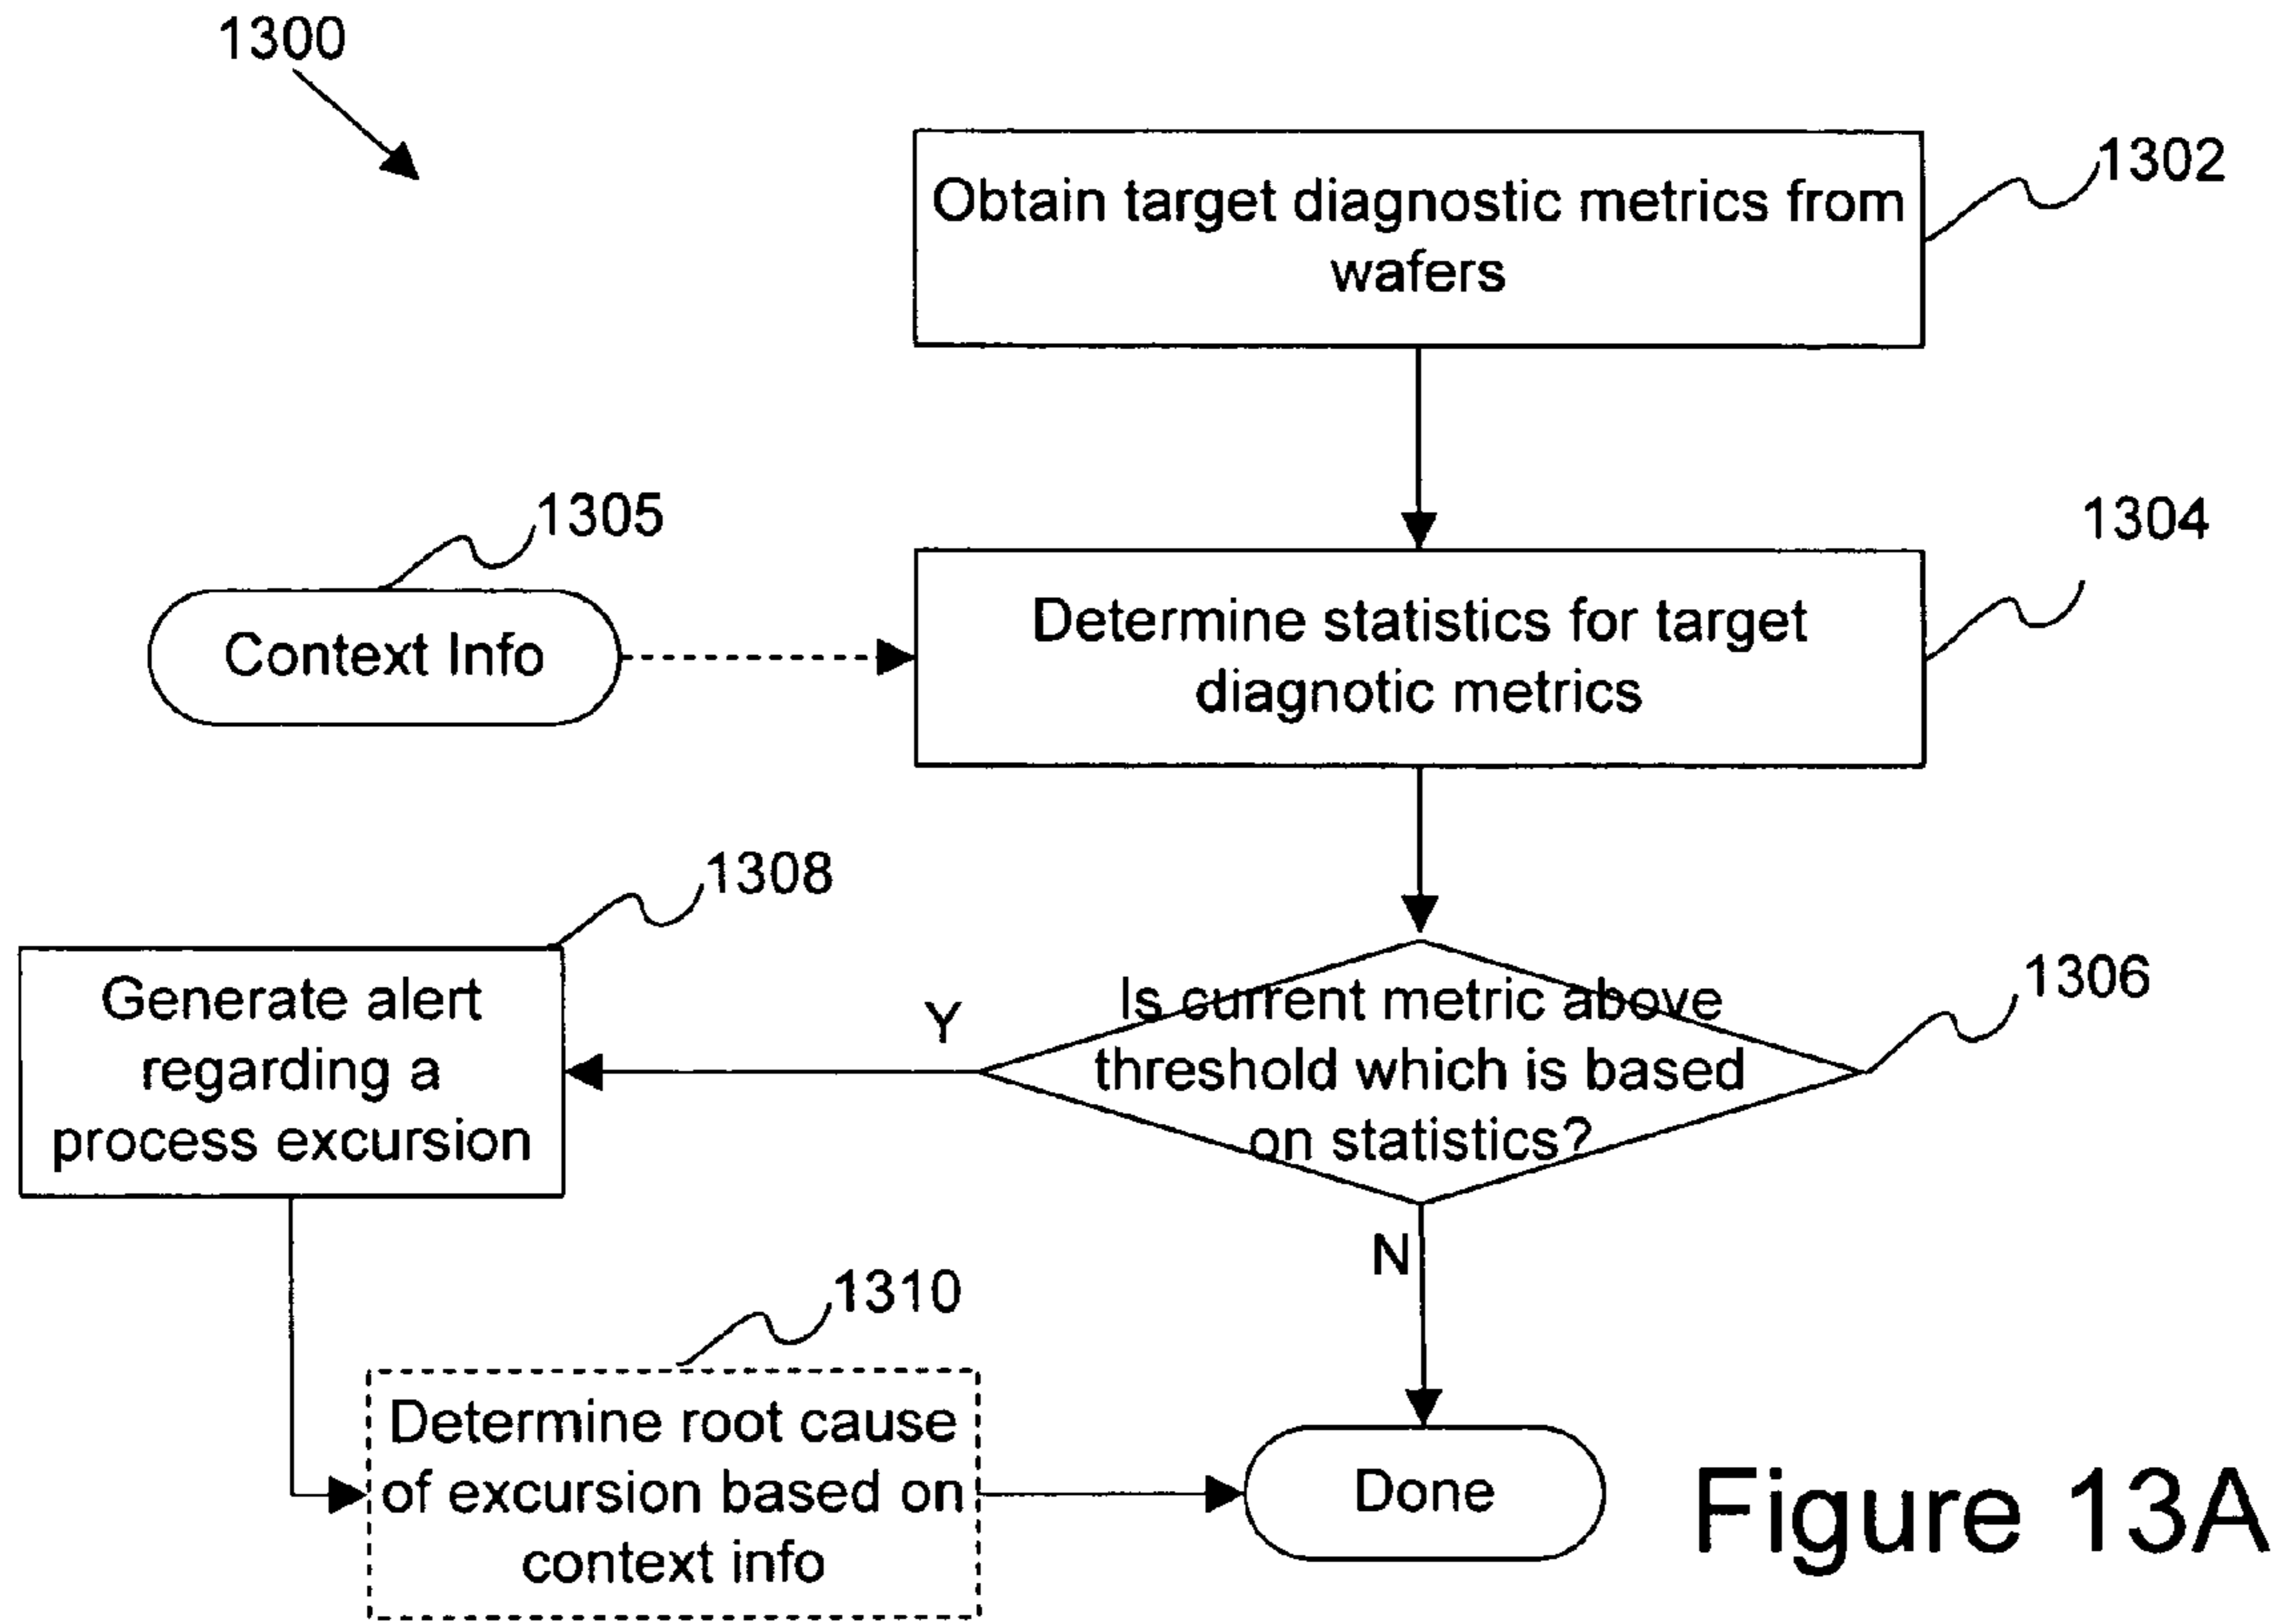 1300
1302
Obtain target diagnostic metrics from
wafers
1305
1304
Context Info
Determine statistics for target
diagnotic metrics
1308
1306
Generate alert
regarding a
process excursion
Y
Is current metric above
threshold which is based
on statistics?
N
1310
Determine root cause
of excursion based on
context info
Done
Figure 13A